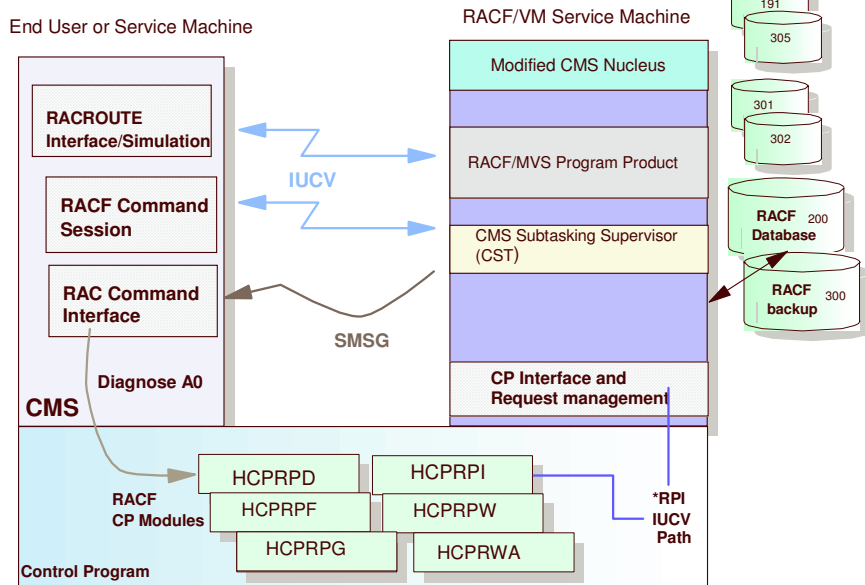 End User or Service Machine
RACF/VM Service Machine
191
305
Modified CMS Nucleus
RACROUTE
Interface/Simulation
301
302
IUCV
RACF/MVS Program Product
RACF Command
Session
RACF 200
Database
CMS Subtasking Supervisor
(CST)
RAC Command
Interface
RACF 300
backup
SMSG
Diagnose A0
CP Interface and
Request management
CMS
HCPRPD
HCPRPI
RACF
CP Modules
HCPRPF
HCPRPW
*RPI
IUCV
Path
HCPRPG
HCPRWA
Control Program